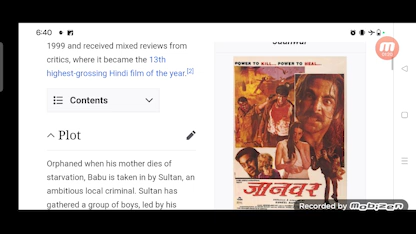 6:40
1999 and received mixed reviews from
critics, where it became the 13th
highest-grossing Hindi film of the year.[2]
Contents
Plot
Orphaned when his mother dies of
starvation, Babu is taken in by Sultan, an
ambitious local criminal. Sultan has
gathered a group of boys, led by his
POWER TO KILL... POWER TO HEAL...
जानवर
Recorded by Mobizen